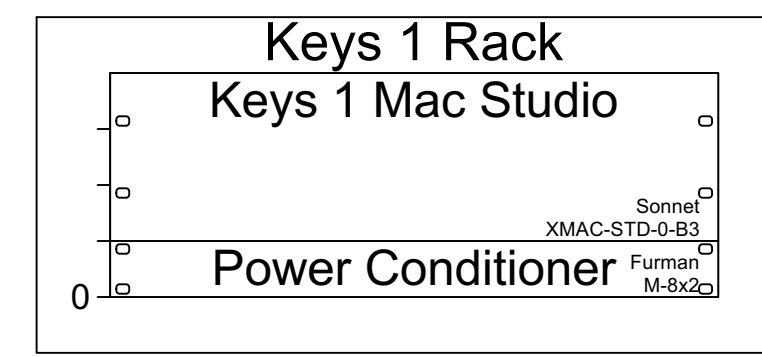 Keys 1 Rack
Keys 1 Mac Studio
Sonnet
XMAC-STD-0-B3
Power Conditioner
Furman
M-8x2
0